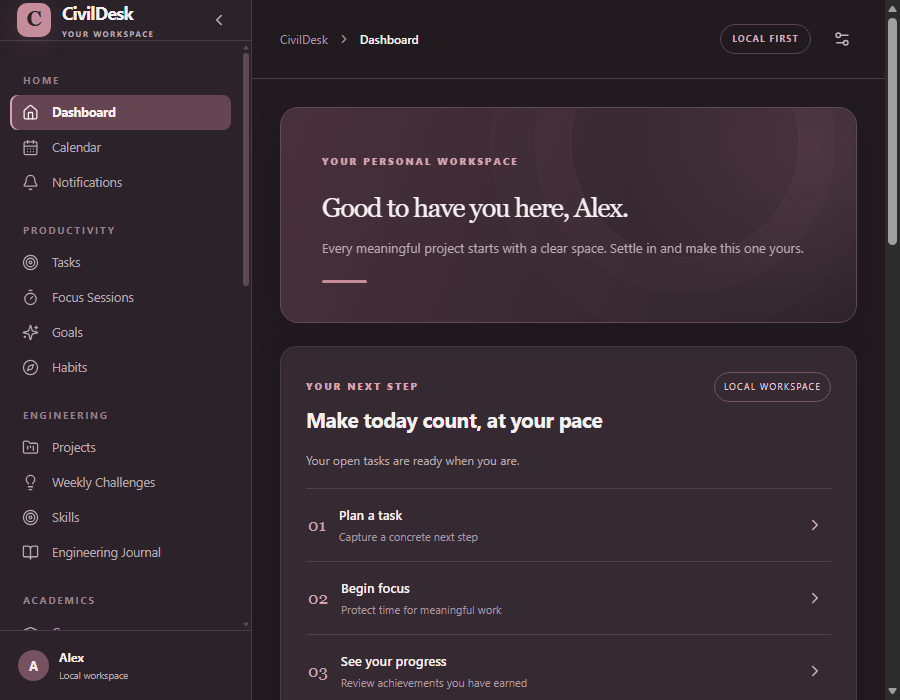 C
CivilDesk
YOUR WORKSPACE
HOME
Dashboard
Calendar
Notifications
PRODUCTIVITY
Tasks
Focus Sessions
Goals
Habits
ENGINEERING
Projects
Weekly Challenges
Skills
Engineering Journal
ACADEMICS
A
Alex
Local workspace
CivilDesk > Dashboard
LOCAL FIRST
YOUR PERSONAL WORKSPACE
Good to have you here, Alex.
Every meaningful project starts with a clear space. Settle in and make this one yours.
YOUR NEXT STEP
LOCAL WORKSPACE
Make today count, at your pace
Your open tasks are ready when you are.
01
Plan a task
Capture a concrete next step
02
Begin focus
Protect time for meaningful work
03
See your progress
Review achievements you have earned